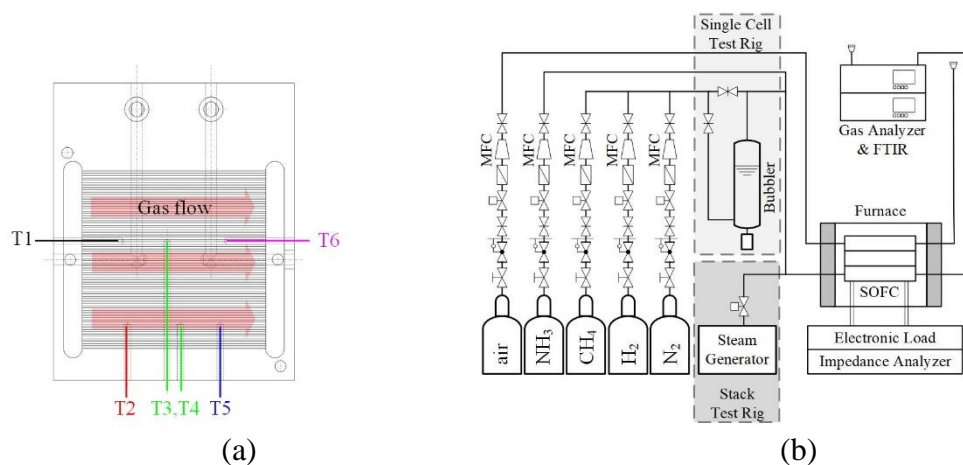 Gas flow
T1
T6
T2
T3,T4
T5
(a)
Single Cell
Test Rig
MFC
MFC
MFC
MFC
MFC
Bubbler
Gas Analyzer
& FTIR
Furnace
SOFC
air
NH₃
CH₄
H₂
N₂
Steam
Generator
Electronic Load
Impedance Analyzer
Stack
Test Rig
(b)